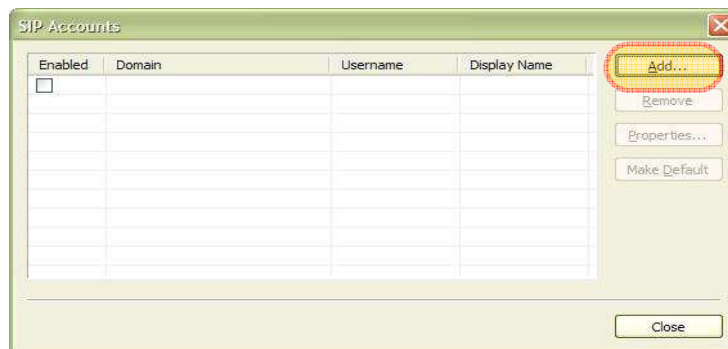 SIP Accounts
Enabled Domain Username Display Name
Add...
Remove
Properties...
Make Default
Close